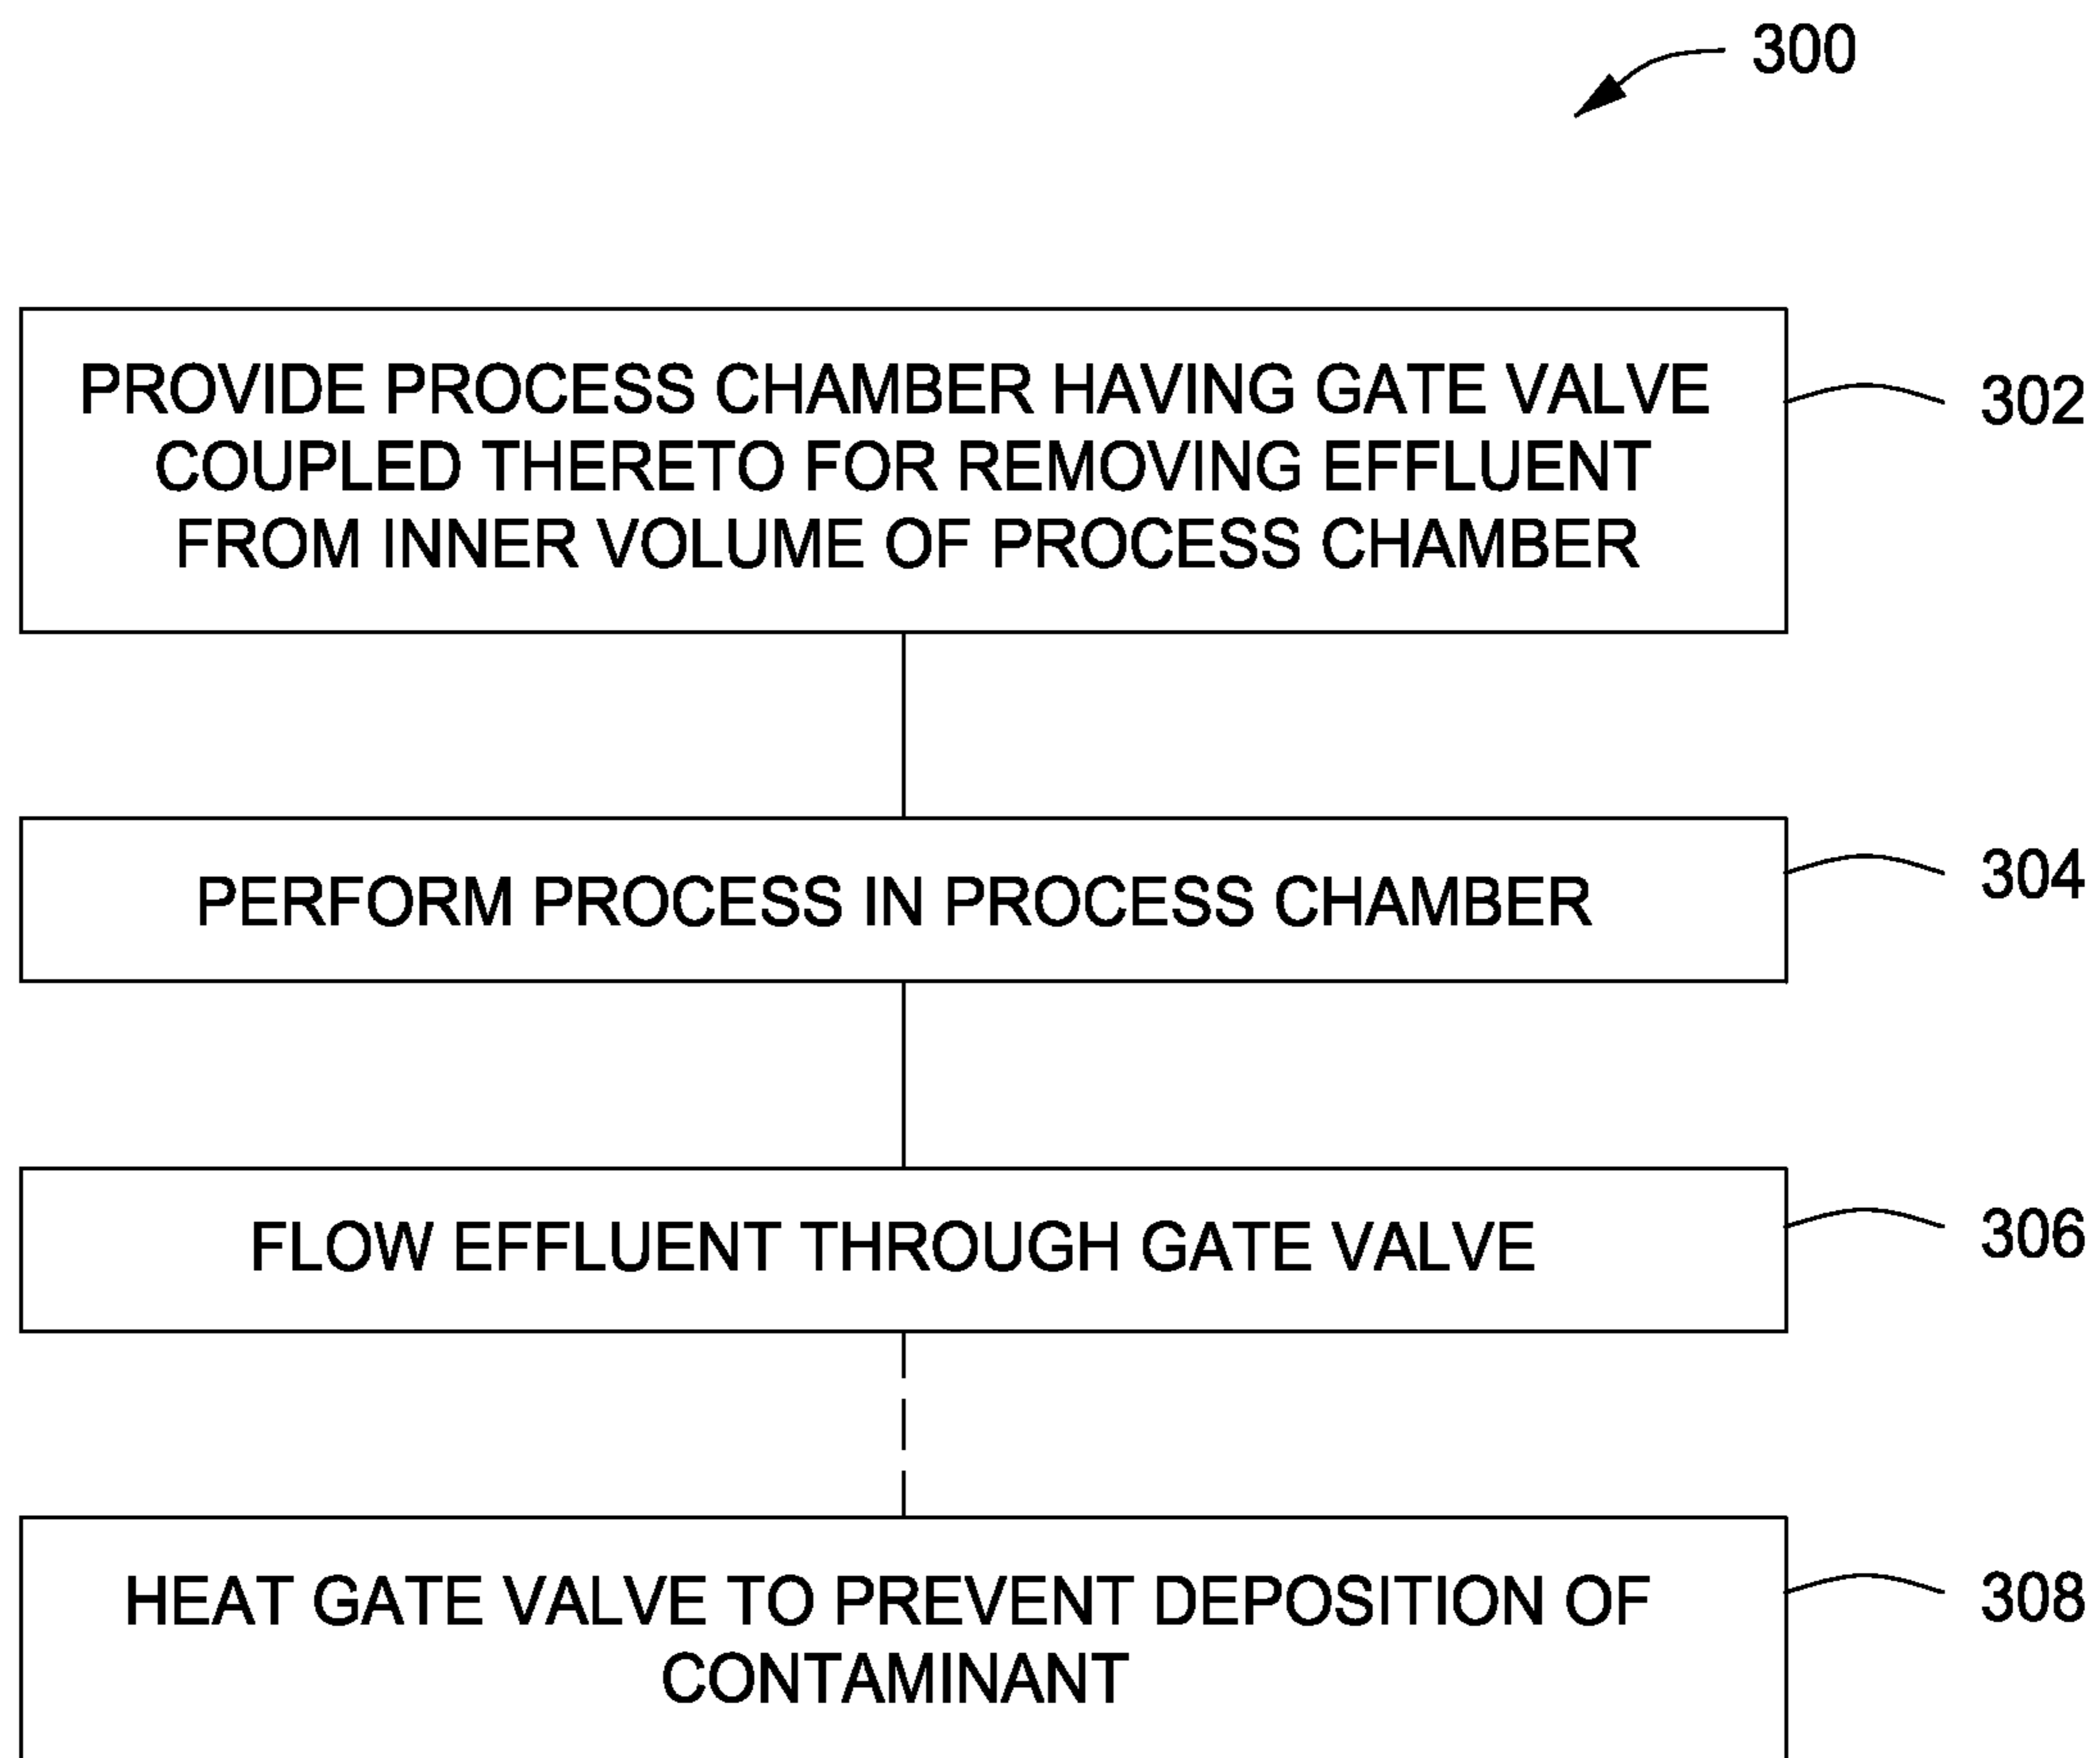 300
PROVIDE PROCESS CHAMBER HAVING GATE VALVE
COUPLED THERETO FOR REMOVING EFFLUENT
FROM INNER VOLUME OF PROCESS CHAMBER
302
PERFORM PROCESS IN PROCESS CHAMBER
304
FLOW EFFLUENT THROUGH GATE VALVE
306
HEAT GATE VALVE TO PREVENT DEPOSITION OF
CONTAMINANT
308